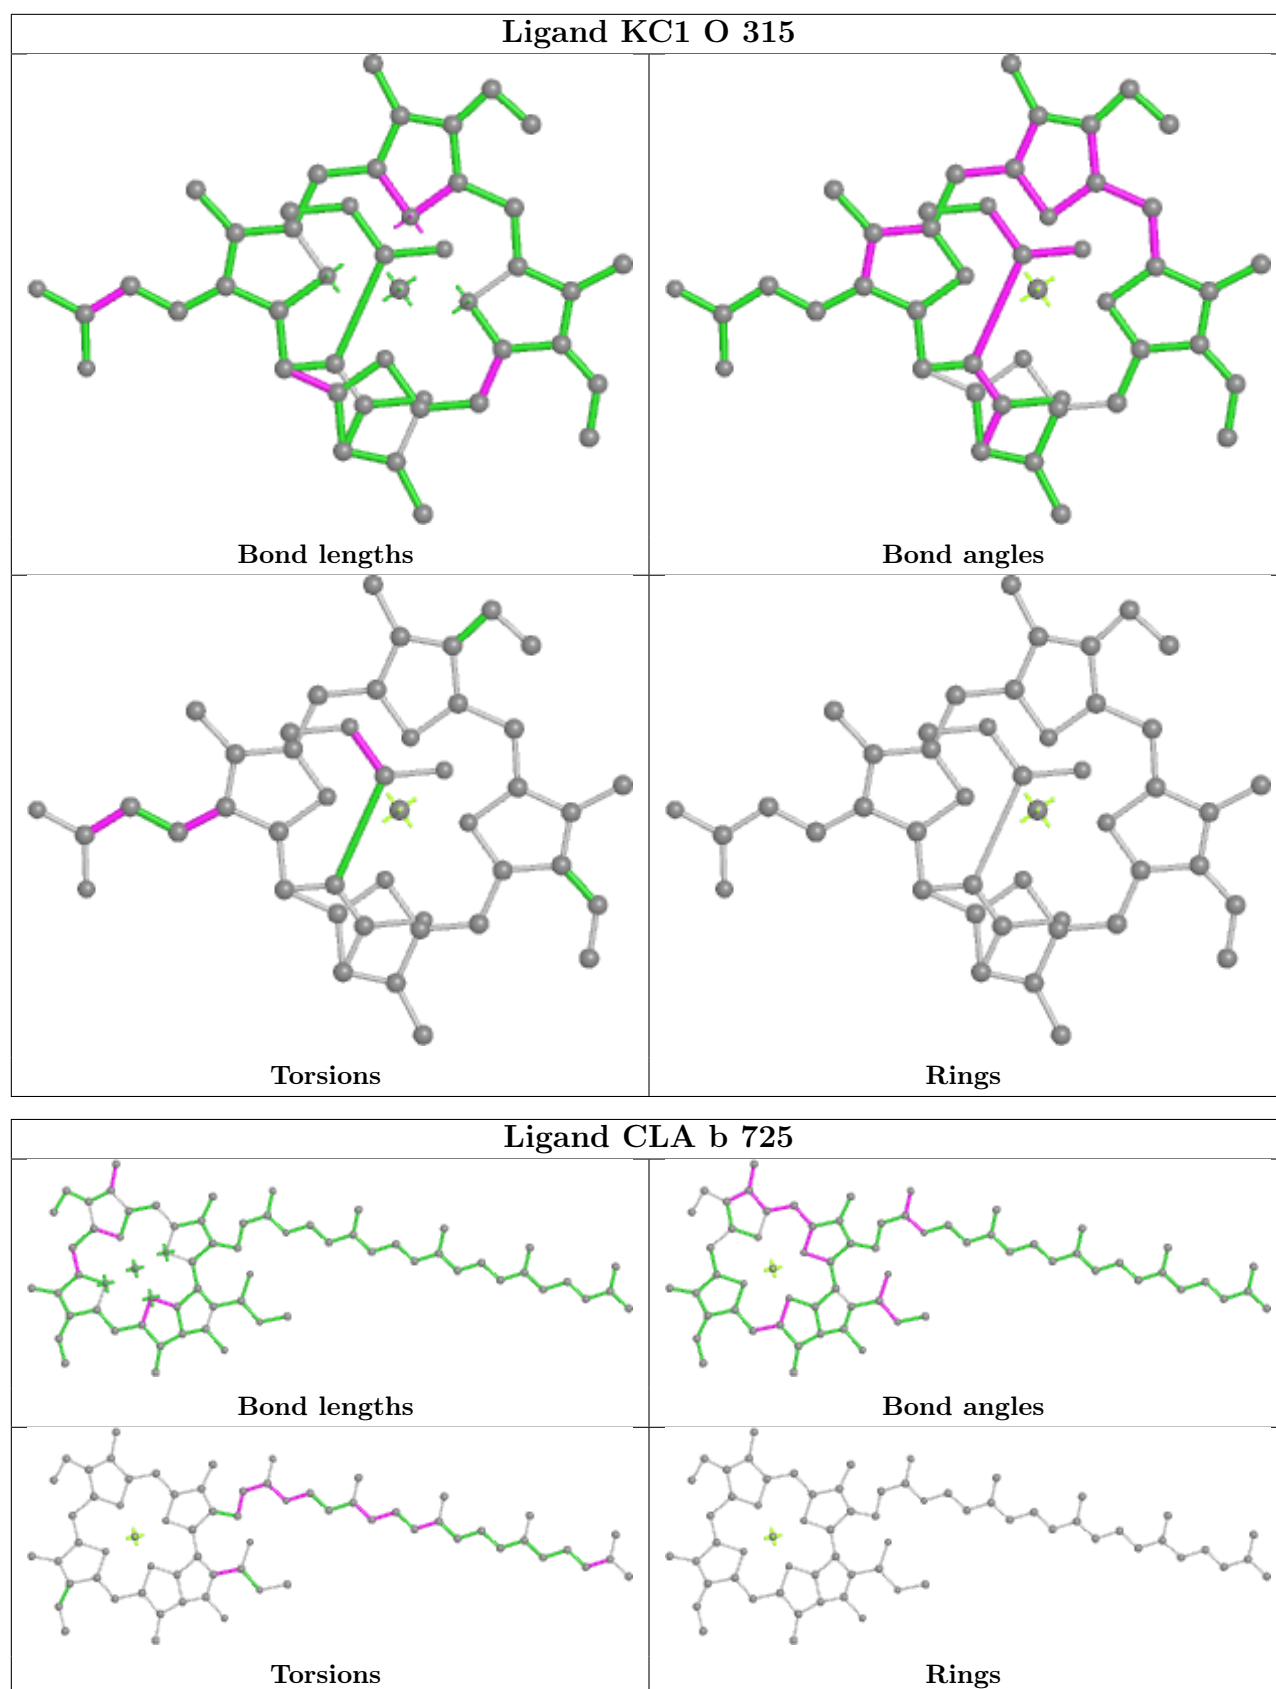 Ligand KC1 O 315
Bond lengths
Bond angles
Torsions
Rings
Ligand CLA b 725
Bond lengths
Bond angles
Torsions
Rings